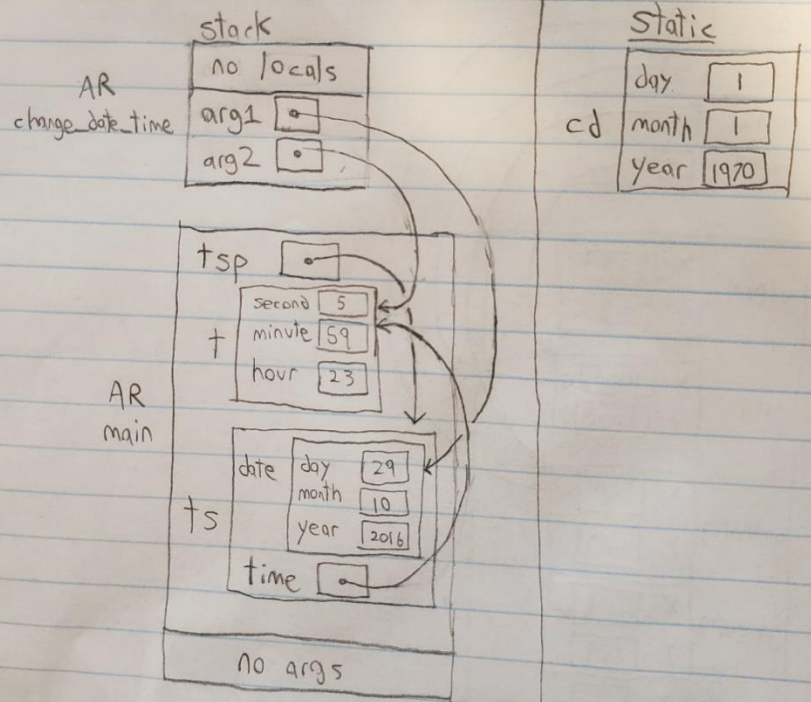 stack
no locals
AR
change_date_time
arg1
arg2
tsp
t
second 5
minute 59
hour 23
AR
main
ts
date
day 29
month 10
year 2016
time
no args
static
cd
day 1
month 1
year 1970